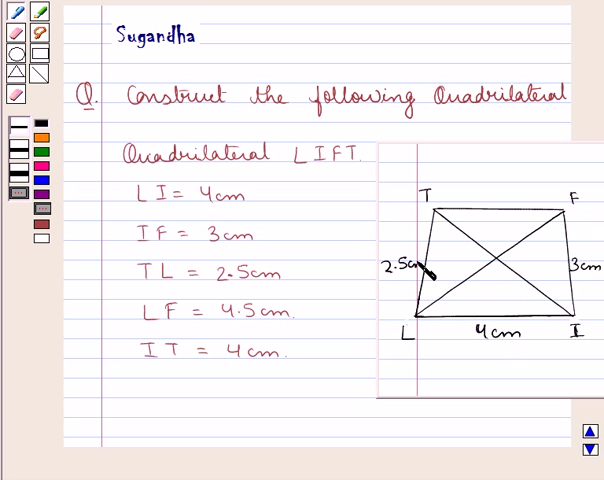 Sugandha
Q. Construct the following Quadrilateral
Quadrilateral LIFT.
LI = 4cm
IF = 3cm
TL = 2.5cm
LF = 4.5cm.
IT = 4cm.
T F
2.5cm 3cm
L 4cm I